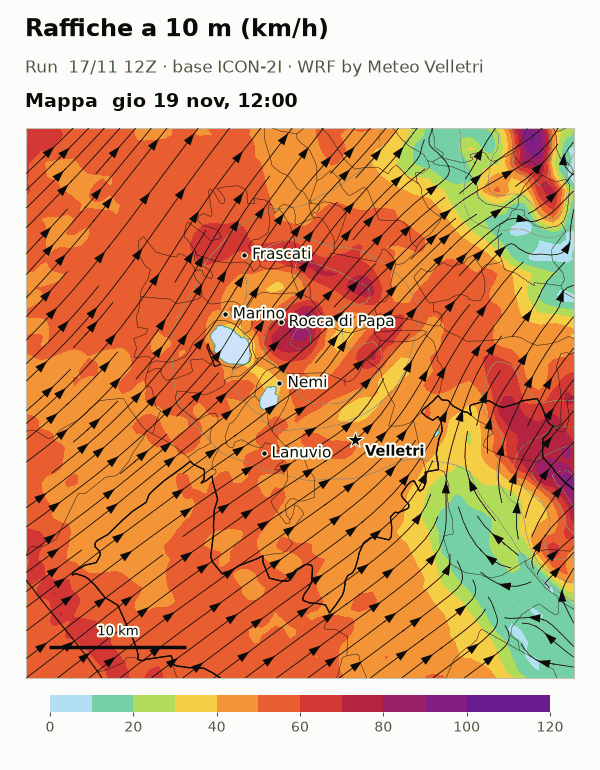 Raffiche a 10 m (km/h)
Run  17/11 12Z · base ICON-2I · WRF by Meteo Velletri
Mappa  gio 19 nov, 12:00
Frascati
Marino
Rocca di Papa
Nemi
Velletri
Lanuvio
10 km
0 20 40 60 80 100 120